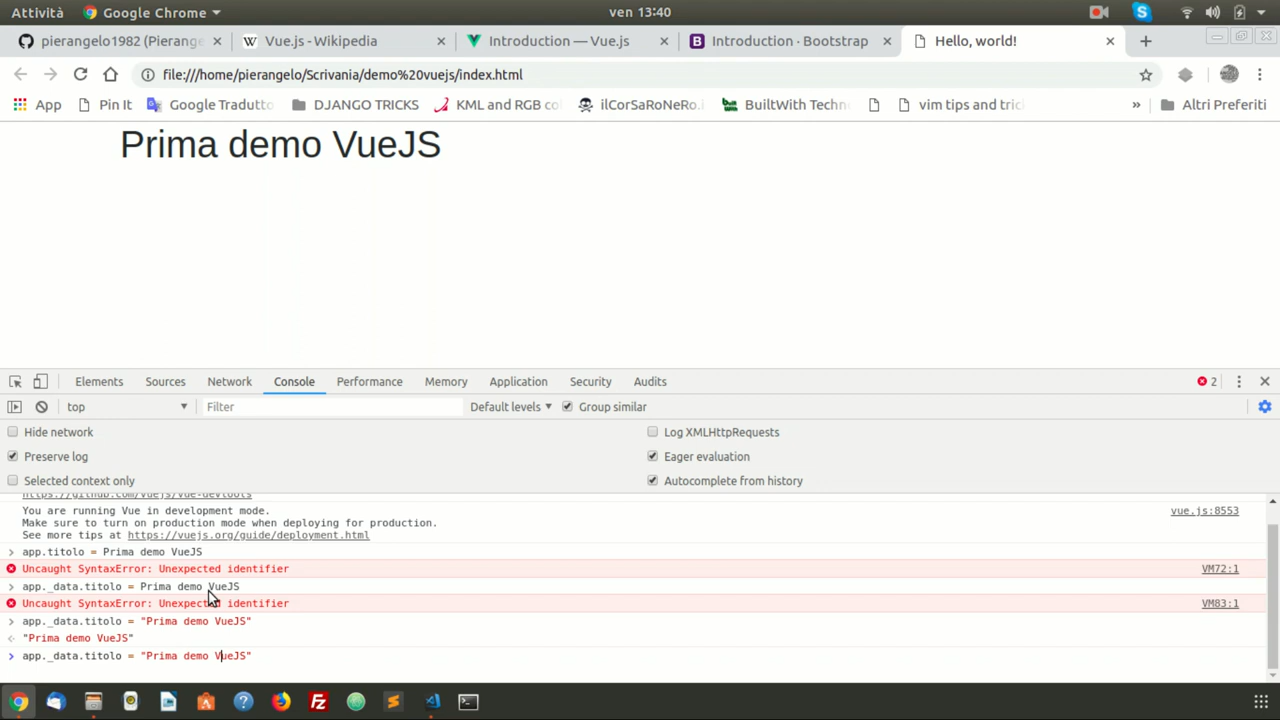 Attività Google Chrome ven 13:40
pierangelo1982 (Pierange Vue.js - Wikipedia Introduction — Vue.js Introduction · Bootstrap Hello, world!
file:///home/pierangelo/Scrivania/demo%20vuejs/index.html
App Pin It Google Tradutto DJANGO TRICKS KML and RGB co ilCorSaRoNeRo.i BuiltWith Techn vim tips and tric » Altri Preferiti
Prima demo VueJS
Elements Sources Network Console Performance Memory Application Security Audits 2
top Filter Default levels Group similar
Hide network Log XMLHttpRequests
Preserve log Eager evaluation
Selected context only Autocomplete from history
https://github.com/vuejs/vue-devtools
You are running Vue in development mode. vue.js:8553
Make sure to turn on production mode when deploying for production.
See more tips at https://vuejs.org/guide/deployment.html
> app.titolo = Prima demo VueJS
Uncaught SyntaxError: Unexpected identifier VM72:1
> app._data.titolo = Prima demo VueJS
Uncaught SyntaxError: Unexpected identifier VM83:1
> app._data.titolo = "Prima demo VueJS"
"Prima demo VueJS"
> app._data.titolo = "Prima demo VueJS"